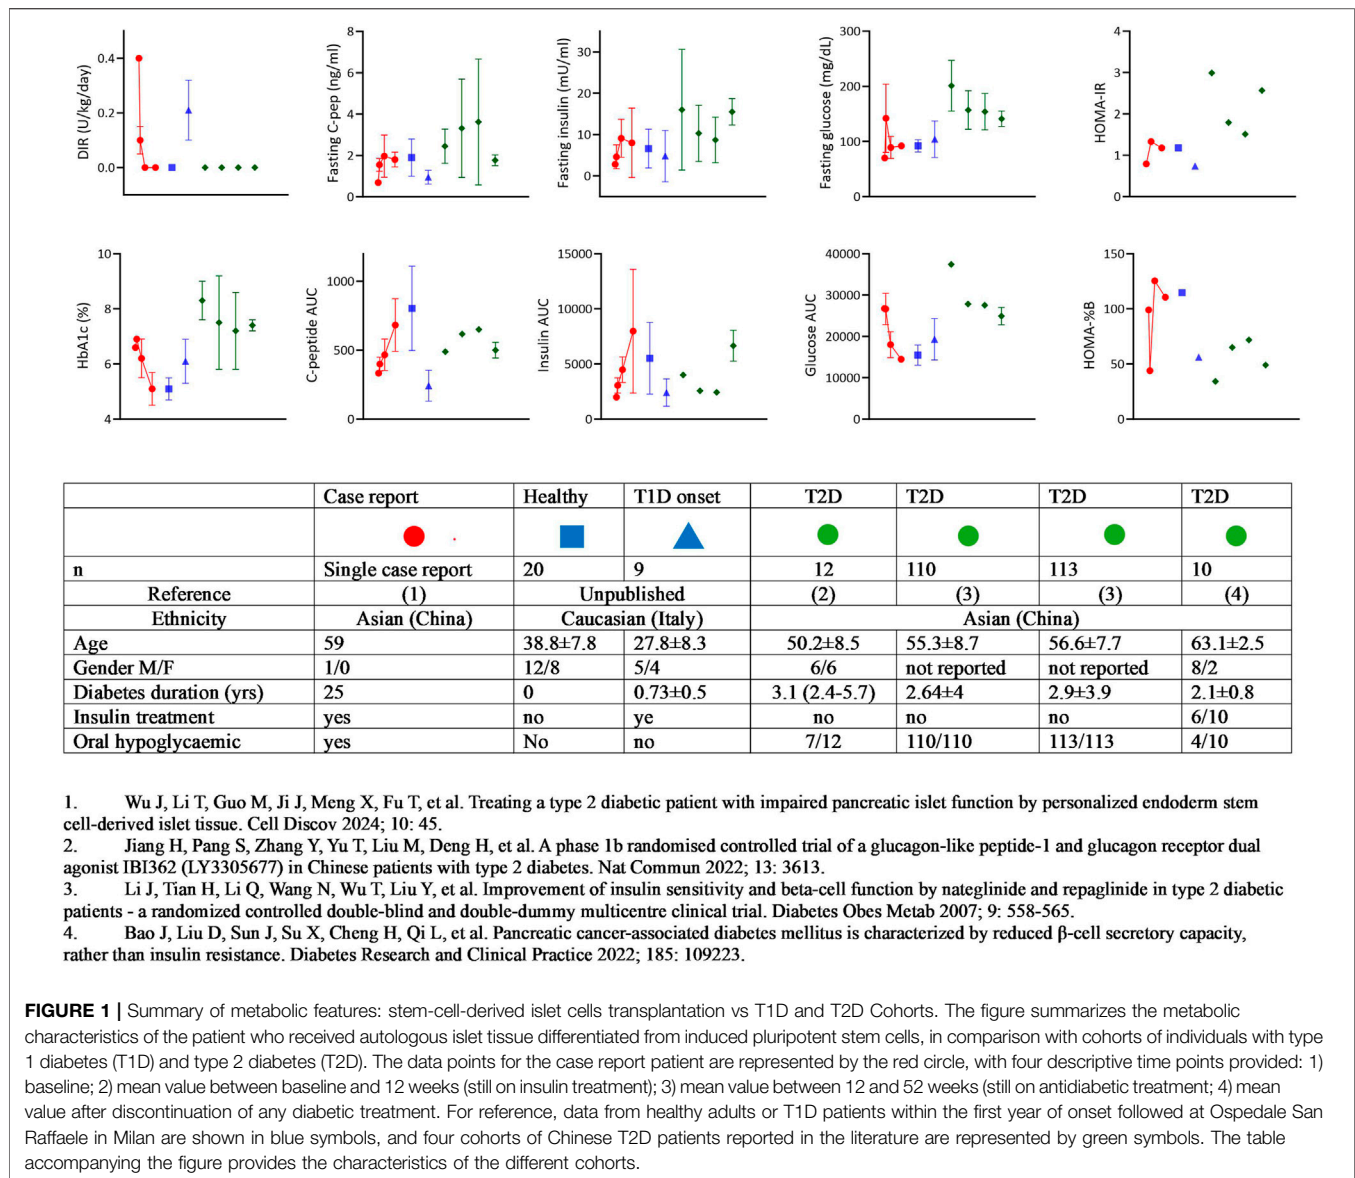 DIR (U/kg/day)
0.4
0.2
0.0
Fasting C-pep (ng/ml)
8
6
4
2
0
Fasting insulin (mU/ml)
30
20
10
0
Fasting glucose (mg/dL)
300
200
100
0
HOMA-IR
4
3
2
1
0
HbA1c (%)
10
8
6
4
C-peptide AUC
1000
500
0
Insulin AUC
15000
10000
5000
0
Glucose AUC
40000
30000
20000
10000
0
HOMA-%B
150
100
50
0
Case report Healthy T1D onset T2D T2D T2D T2D
n Single case report 20 9 12 110 113 10
Reference (1) Unpublished (2) (3) (3) (4)
Ethnicity Asian (China) Caucasian (Italy) Asian (China)
Age 59 38.8±7.8 27.8±8.3 50.2±8.5 55.3±8.7 56.6±7.7 63.1±2.5
Gender M/F 1/0 12/8 5/4 6/6 not reported not reported 8/2
Diabetes duration (yrs) 25 0 0.73±0.5 3.1 (2.4-5.7) 2.64±4 2.9±3.9 2.1±0.8
Insulin treatment yes no ye no no no 6/10
Oral hypoglycaemic yes No no 7/12 110/110 113/113 4/10
1. Wu J, Li T, Guo M, Ji J, Meng X, Fu T, et al. Treating a type 2 diabetic patient with impaired pancreatic islet function by personalized endoderm stem
cell-derived islet tissue. Cell Discov 2024; 10: 45.
2. Jiang H, Pang S, Zhang Y, Yu T, Liu M, Deng H, et al. A phase 1b randomised controlled trial of a glucagon-like peptide-1 and glucagon receptor dual
agonist IBI362 (LY3305677) in Chinese patients with type 2 diabetes. Nat Commun 2022; 13: 3613.
3. Li J, Tian H, Li Q, Wang N, Wu T, Liu Y, et al. Improvement of insulin sensitivity and beta-cell function by nateglinide and repaglinide in type 2 diabetic
patients - a randomized controlled double-blind and double-dummy multicentre clinical trial. Diabetes Obes Metab 2007; 9: 558-565.
4. Bao J, Liu D, Sun J, Su X, Cheng H, Qi L, et al. Pancreatic cancer-associated diabetes mellitus is characterized by reduced β-cell secretory capacity,
rather than insulin resistance. Diabetes Research and Clinical Practice 2022; 185: 109223.
FIGURE 1 | Summary of metabolic features: stem-cell-derived islet cells transplantation vs T1D and T2D Cohorts. The figure summarizes the metabolic
characteristics of the patient who received autologous islet tissue differentiated from induced pluripotent stem cells, in comparison with cohorts of individuals with type
1 diabetes (T1D) and type 2 diabetes (T2D). The data points for the case report patient are represented by the red circle, with four descriptive time points provided: 1)
baseline; 2) mean value between baseline and 12 weeks (still on insulin treatment); 3) mean value between 12 and 52 weeks (still on antidiabetic treatment; 4) mean
value after discontinuation of any diabetic treatment. For reference, data from healthy adults or T1D patients within the first year of onset followed at Ospedale San
Raffaele in Milan are shown in blue symbols, and four cohorts of Chinese T2D patients reported in the literature are represented by green symbols. The table
accompanying the figure provides the characteristics of the different cohorts.